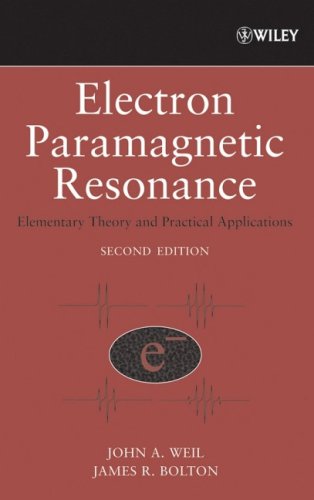 WILEY
Electron
Paramagnetic
Resonance
Elementary Theory and Practical Applications
SECOND EDITION
e−
JOHN A. WEIL
JAMES R. BOLTON